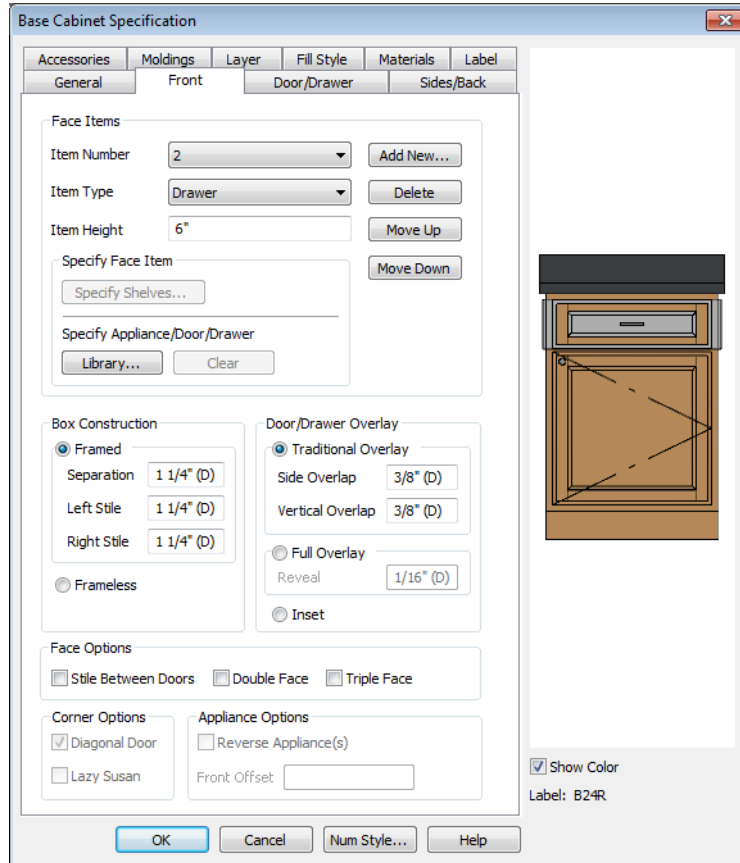 Base Cabinet Specification
Accessories Moldings Layer Fill Style Materials Label
General Front Door/Drawer Sides/Back
Face Items
Item Number 2 Add New...
Item Type Drawer Delete
Item Height 6" Move Up
Specify Face Item Move Down
Specify Shelves...
Specify Appliance/Door/Drawer
Library... Clear
Box Construction Door/Drawer Overlay
Framed Traditional Overlay
Separation 1 1/4" (D) Side Overlap 3/8" (D)
Left Stile 1 1/4" (D) Vertical Overlap 3/8" (D)
Right Stile 1 1/4" (D)
Full Overlay
Frameless Reveal 1/16" (D)
Inset
Face Options
Stile Between Doors Double Face Triple Face
Corner Options Appliance Options
Diagonal Door Reverse Appliance(s)
Lazy Susan Front Offset
Show Color
Label: B24R
OK Cancel Num Style... Help